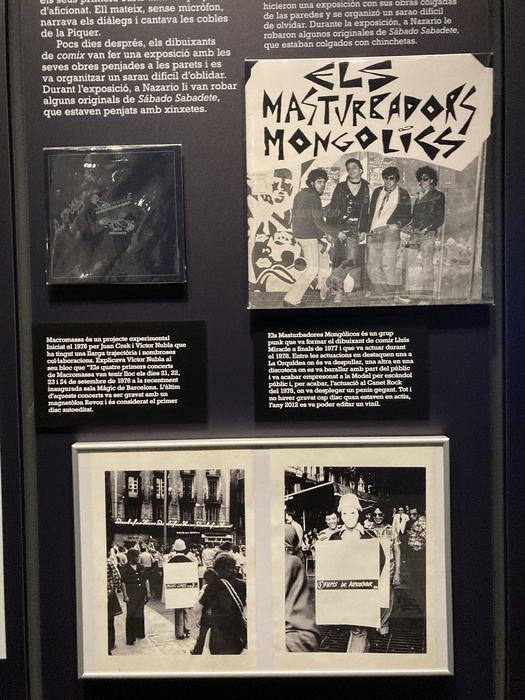 d'aficionat. Ell mateix, sense micròfon,
narrava els diàlegs i cantava les cobles
de la Piquer.
Pocs dies després, els dibuixants
de comix van fer una exposició amb les
seves obres penjades a les parets i es
va organitzar un sarau difícil d'oblidar.
Durant l'exposició, a Nazario li van robar
alguns originals de Sábado Sabadete,
que estaven penjats amb xinxetes.
hicieron una exposición con sus obras colgadas
de las paredes y se organizó un sarao difícil
de olvidar. Durante la exposición, a Nazario le
robaron algunos originales de Sábado Sabadete,
que estaban colgados con chinchetas.
ELS
MASTURBADORS
MONGOLICS
Macromassa és un projecte experimental
Iniciat el 1976 per Juan Crek i Víctor Nubla que
ha tingut una llarga trajectòria i nombroses
col·laboracions. Explicava Víctor Nubla al
seu bloc que "Els quatre primers concerts
de Macromassa van tenir lloc els dies 21, 22,
23 i 24 de setembre de 1976 a la recentment
inaugurada sala Màgic de Barcelona. L'últim
d'aquests concerts va ser gravat amb un
magnetòfon Revox i és considerat el primer
disc autoeditat.
Els Masturbadores Mongólicos és un grup
punk que va formar el dibuixant de comix Lluís
Miracle a finals de 1977 i que va actuar durant
el 1978. Entre les actuacions en destaquen una a
La Orquídea on és va despullar, una altra en una
discoteca on es va barallar amb part del públic
i va acabar empresonat a la Model per escàndol
públic i, per acabar, l'actuació al Canet Rock
del 1978, on va desplegar un penis gegant. Tot i
no haver gravat cap disc quan estaven en actiu,
l'any 2012 es va poder editar un vinil.